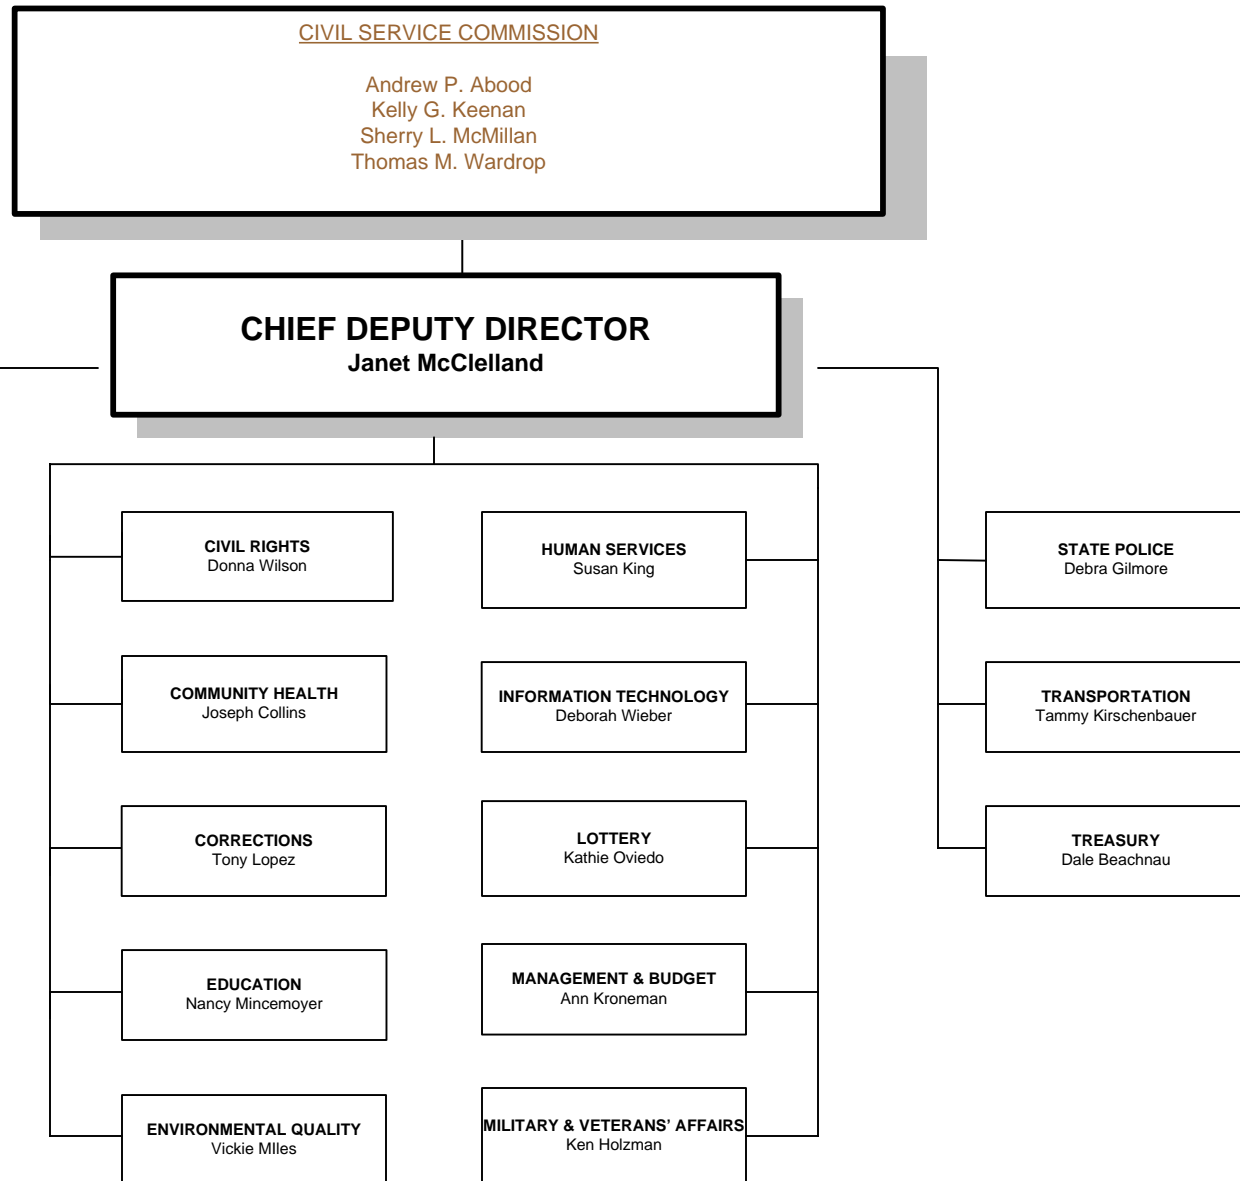 CIVIL SERVICE COMMISSION
Andrew P. Abood
Kelly G. Keenan
Sherry L. McMillan
Thomas M. Wardrop
CHIEF DEPUTY DIRECTOR
Janet McClelland
CIVIL RIGHTS
Donna Wilson
HUMAN SERVICES
Susan King
STATE POLICE
Debra Gilmore
COMMUNITY HEALTH
Joseph Collins
INFORMATION TECHNOLOGY
Deborah Wieber
TRANSPORTATION
Tammy Kirschenbauer
CORRECTIONS
Tony Lopez
LOTTERY
Kathie Oviedo
TREASURY
Dale Beachnau
EDUCATION
Nancy Mincemoyer
MANAGEMENT & BUDGET
Ann Kroneman
ENVIRONMENTAL QUALITY
Vickie MIles
MILITARY & VETERANS’ AFFAIRS
Ken Holzman